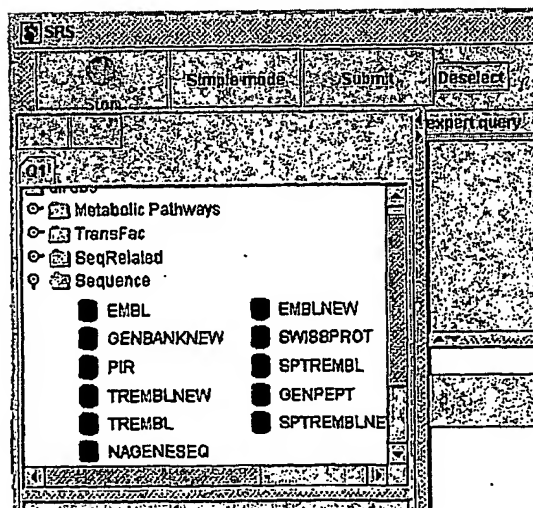 SRS
Stop
Simple mode
Submit
Deselect
expert query
Q1
Metabolic Pathways
TransFac
SeqRelated
Sequence
EMBL EMBLNEW
GENBANKNEW SWISSPROT
PIR SPTREMBL
TREMBLNEW GENPEPT
TREMBL SPTREMBLNE
NAGENESEQ